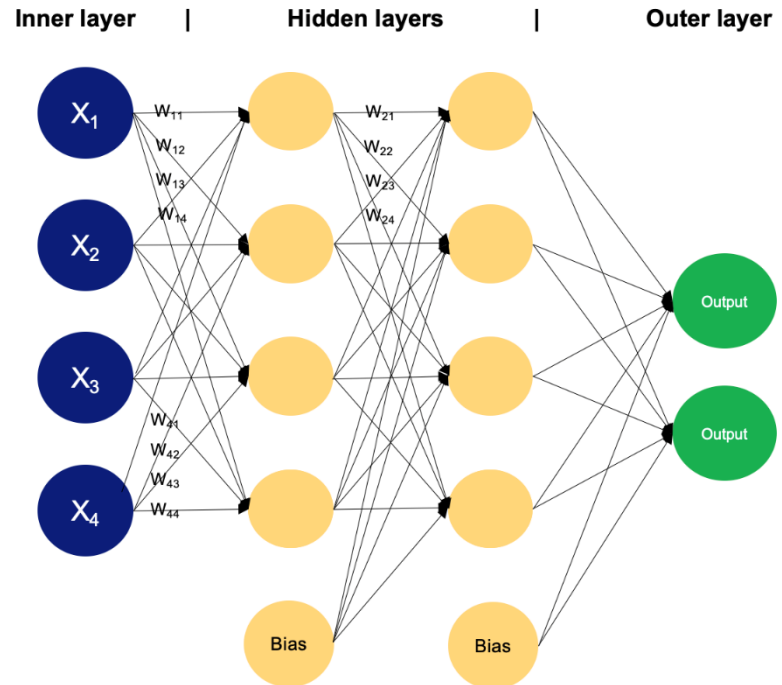 Inner layer | Hidden layers | Outer layer
X1
X2
X3
X4
W11
W12
W13
W14
W41
W42
W43
W44
W21
W22
W23
W24
Bias
Bias
Output
Output